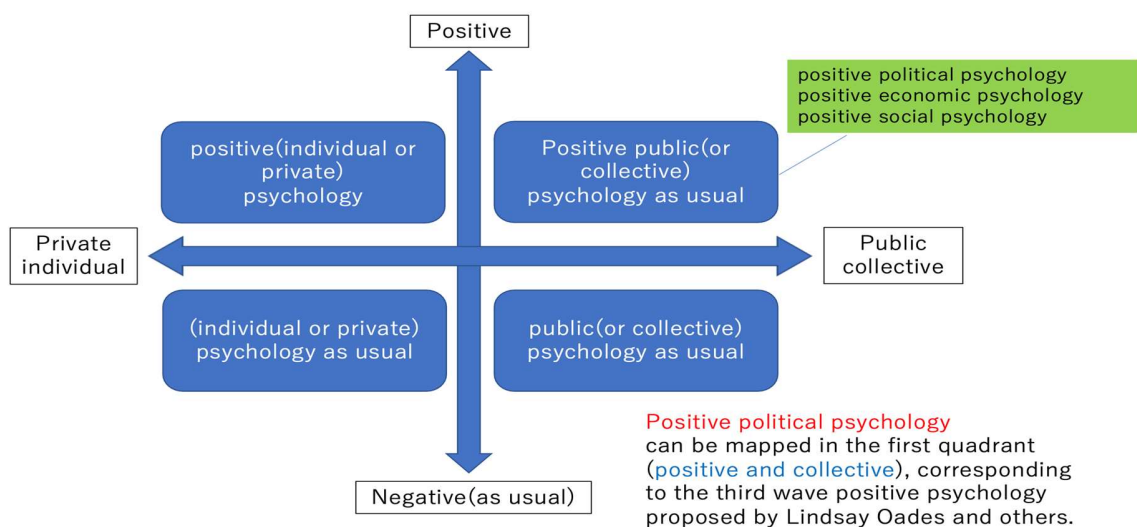 Positive
positive political psychology
positive economic psychology
positive social psychology
positive(individual or
private)
psychology
Positive public(or
collective)
psychology as usual
Private
individual
Public
collective
(individual or private)
psychology as usual
public(or collective)
psychology as usual
Negative(as usual)
Positive political psychology
can be mapped in the first quadrant
(positive and collective), corresponding
to the third wave positive psychology
proposed by Lindsay Oades and others.